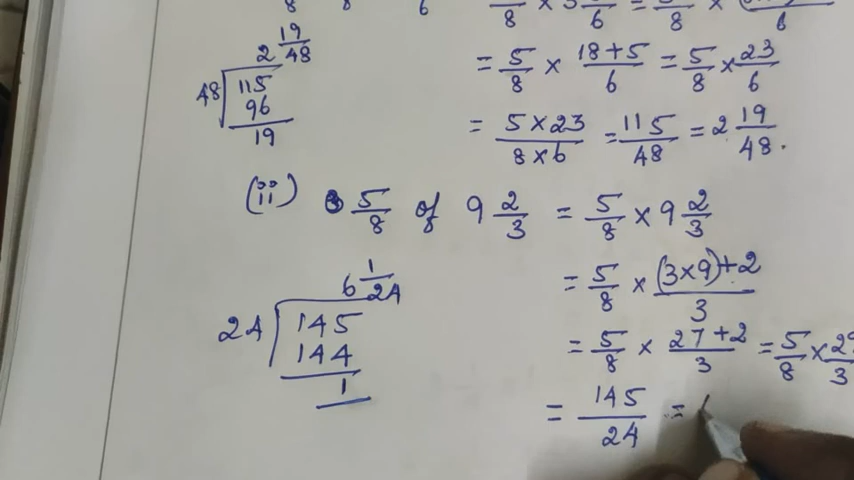 = 5/8 × (18+5)/6 = 5/8 × 23/6
2 19/48
48 115
96
19
= (5×23)/(8×6) = 115/48 = 2 19/48.
(ii) 5/8 of 9 2/3 = 5/8 × 9 2/3
= 5/8 × ((3×9)+2)/3
6 1/24
24 145
144
1
= 5/8 × (27+2)/3 = 5/8 ×
= 145/24 =